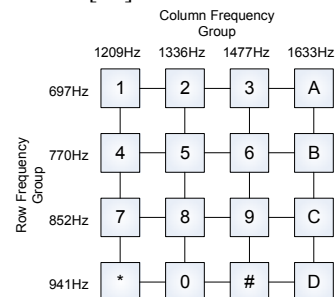 Column Frequency
Group
1209Hz 1336Hz 1477Hz 1633Hz
697Hz 1 2 3 A
770Hz 4 5 6 B
852Hz 7 8 9 C
941Hz * 0 # D
Row Frequency
Group